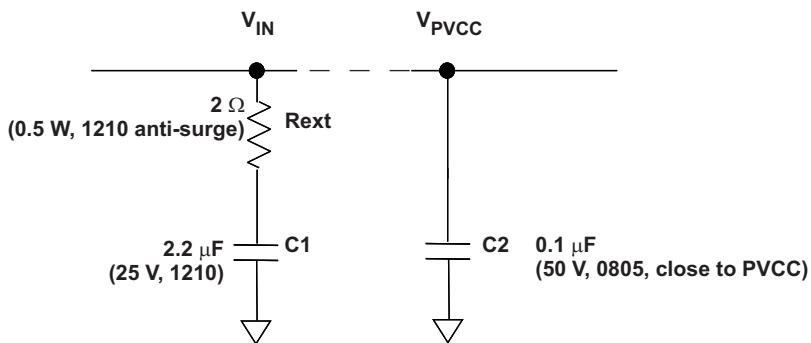 V_IN
V_PVCC
2 Ω
(0.5 W, 1210 anti-surge)
Rext
2.2 μF
(25 V, 1210)
C1
C2
0.1 μF
(50 V, 0805, close to PVCC)